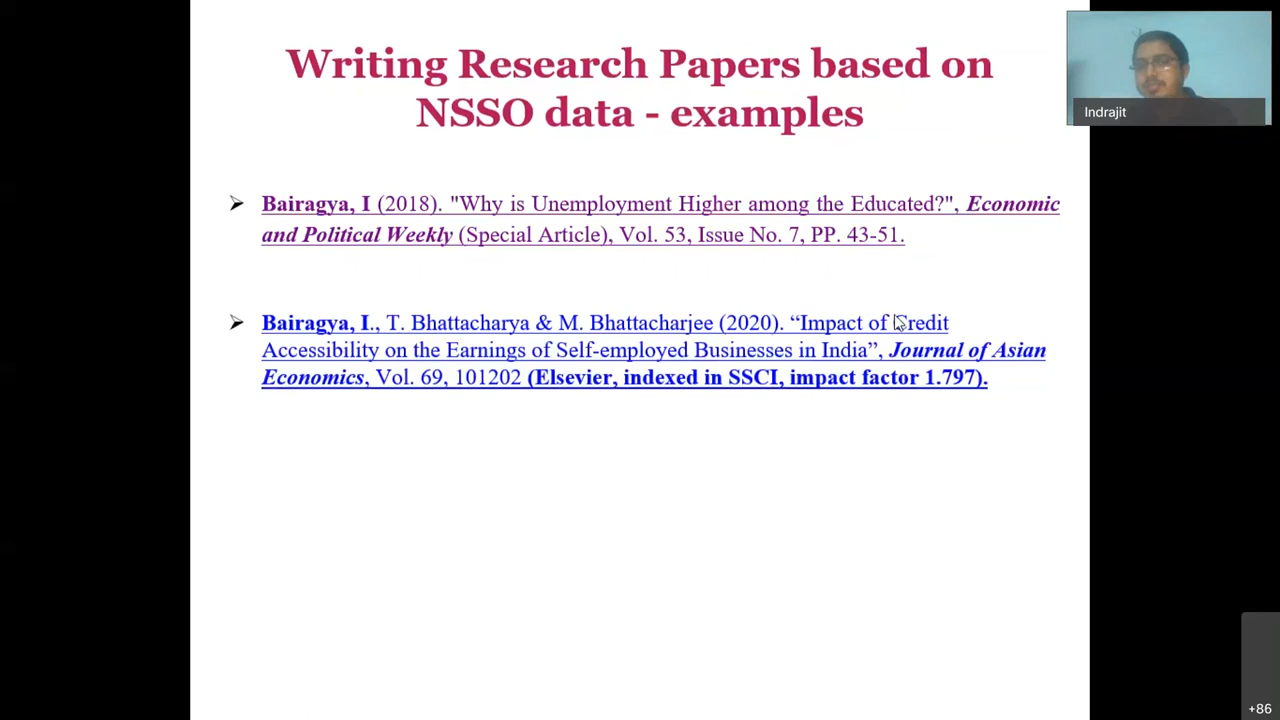 Writing Research Papers based on
NSSO data - examples
Indrajit
➢ Bairagya, I (2018). "Why is Unemployment Higher among the Educated?", Economic
and Political Weekly (Special Article), Vol. 53, Issue No. 7, PP. 43-51.
➢ Bairagya, I., T. Bhattacharya & M. Bhattacharjee (2020). “Impact of Credit
Accessibility on the Earnings of Self-employed Businesses in India”, Journal of Asian
Economics, Vol. 69, 101202 (Elsevier, indexed in SSCI, impact factor 1.797).
+86